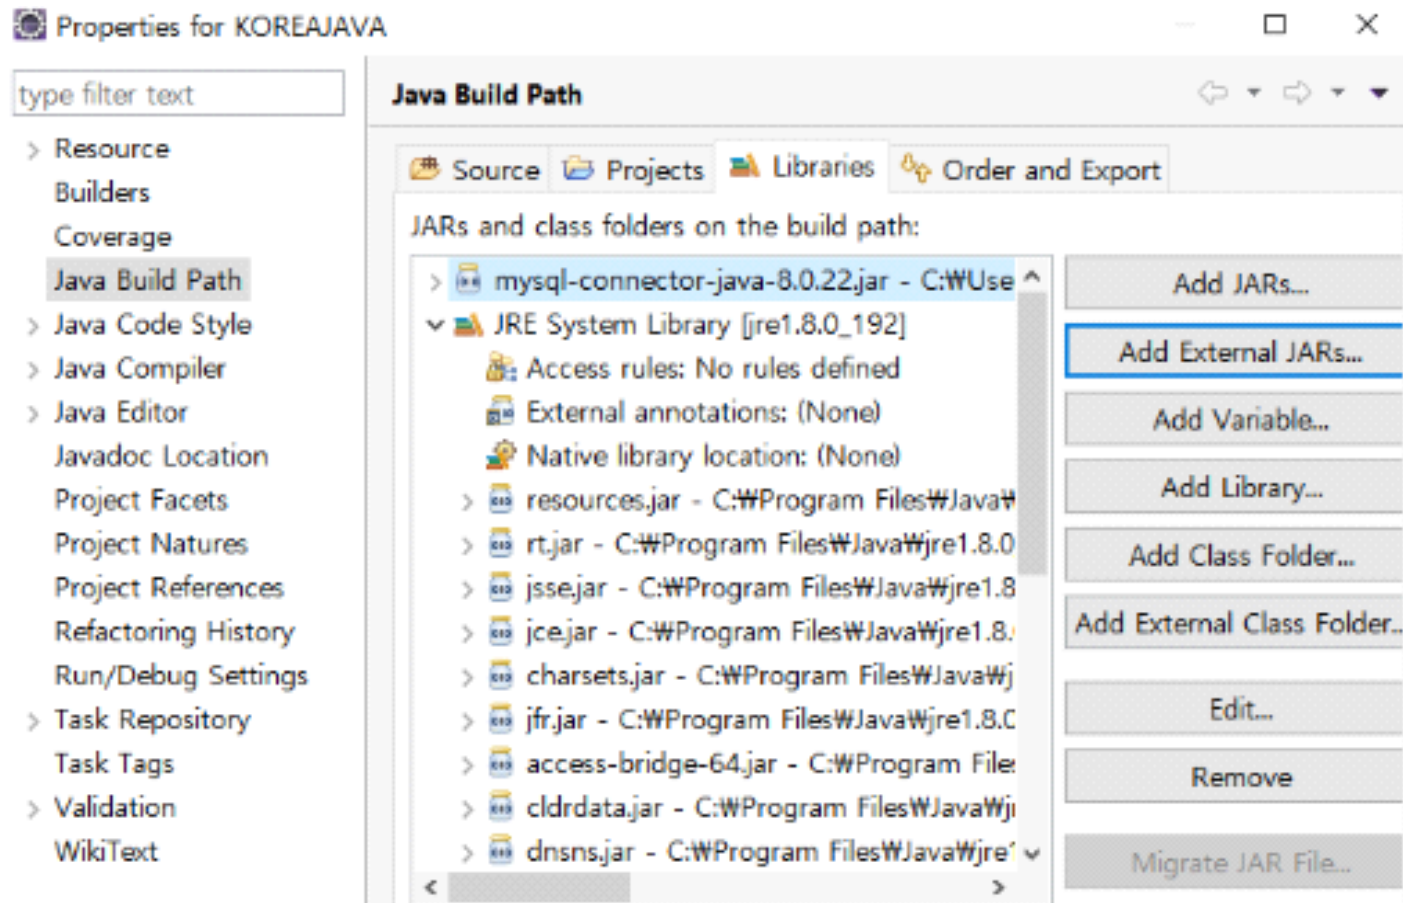 Properties for KOREAJAVA
type filter text
Resource
Builders
Coverage
Java Build Path
Java Code Style
Java Compiler
Java Editor
Javadoc Location
Project Facets
Project Natures
Project References
Refactoring History
Run/Debug Settings
Task Repository
Task Tags
Validation
WikiText
Java Build Path
Source
Projects
Libraries
Order and Export
JARs and class folders on the build path:
mysql-connector-java-8.0.22.jar - C:₩Use
JRE System Library [jre1.8.0_192]
Access rules: No rules defined
External annotations: (None)
Native library location: (None)
resources.jar - C:₩Program Files₩Java₩
rt.jar - C:₩Program Files₩Java₩jre1.8.0
jsse.jar - C:₩Program Files₩Java₩jre1.8
jce.jar - C:₩Program Files₩Java₩jre1.8.
charsets.jar - C:₩Program Files₩Java₩j
jfr.jar - C:₩Program Files₩Java₩jre1.8.0
access-bridge-64.jar - C:₩Program Files
cldrdata.jar - C:₩Program Files₩Java₩jr
dnsns.jar - C:₩Program Files₩Java₩jre1
Add JARs...
Add External JARs...
Add Variable...
Add Library...
Add Class Folder...
Add External Class Folder..
Edit...
Remove
Migrate JAR File...